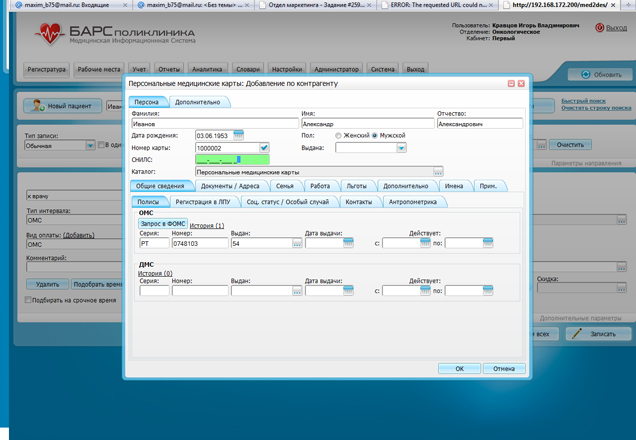 maxim_b75@mail.ru: Входящие
maxim_b75@mail.ru: <Без темы> - ...
Отдел маркетинга - Задание #259...
ERROR: The requested URL could n...
http://192.168.172.200/med2des/
БАРС ПОЛИКЛИНИКА
Медицинская Информационная Система
Пользователь: Кравцов Игорь Владимирович
Отделение: Онкологическое
Кабинет: Первый
Выход
Регистратура Рабочие места Учет Отчеты Аналитика Словари Настройки Администратор Система Выход
Обновить
Новый пациент
Ива
Быстрый поиск
Очистить строку поиска
Тип записи:
Обычная
В оди
Очистить
Параметры направления
к врачу
Тип интервала:
ОМС
Вид оплаты: (Добавить)
ОМС
Комментарий:
Скидка:
Удалить
Подобрать время
Подбирать на срочное время
Дополнительные параметры
всех
Записать
Персональные медицинские карты: Добавление по контрагенту
Персона Дополнительно
Фамилия: Имя: Отчество:
Иванов Александр Александрович
Дата рождения: 03.06.1953 Пол: Женский Мужской
Номер карты: 1000002 Выдана:
СНИЛС: ___-___-___ __
Каталог: Персональные медицинские карты
Общие сведения Документы / Адреса Семья Работа Льготы Дополнительно Имена Прим.
Полисы Регистрация в ЛПУ Соц. статус / Особый случай Контакты Антропометрика
ОМС
Запрос в ФОМС История (1)
Серия: Номер: Выдан: Дата выдачи: Действует:
РТ 0748103 54 с: по:
ДМС
История (0)
Серия: Номер: Выдан: Дата выдачи: Действует:
с: по:
ОК Отмена